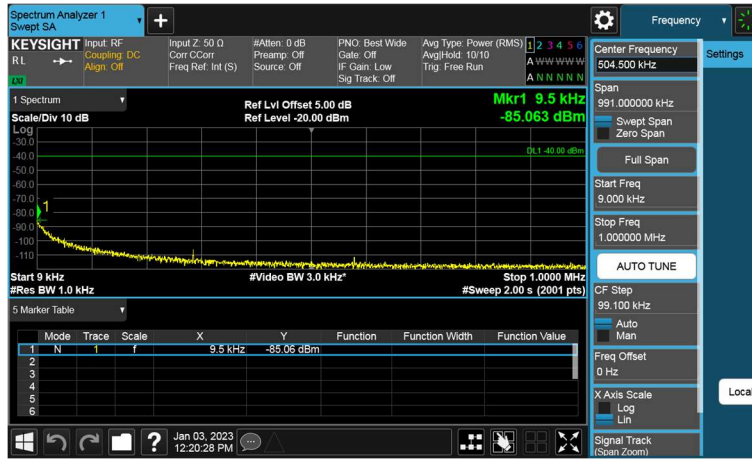 Spectrum Analyzer 1
Swept SA
Frequency
KEYSIGHT
RL
LXI
Input: RF
Coupling: DC
Align: Off
Input Z: 50 Ω
Corr CCorr
Freq Ref: Int (S)
#Atten: 0 dB
Preamp: Off
Source: Off
PNO: Best Wide
Gate: Off
IF Gain: Low
Sig Track: Off
Avg Type: Power (RMS)
Avg|Hold: 10/10
Trig: Free Run
1 2 3 4 5 6
A W W W W W
A N N N N N
1 Spectrum
Scale/Div 10 dB
Ref Lvl Offset 5.00 dB
Ref Level -20.00 dBm
Mkr1 9.5 kHz
-85.063 dBm
Log
-30.0
-40.0
-50.0
-60.0
-70.0
-80.0
-90.0
-100
-110
DL1 -40.00 dBm
1
Start 9 kHz
#Res BW 1.0 kHz
#Video BW 3.0 kHz*
Stop 1.0000 MHz
#Sweep 2.00 s (2001 pts)
5 Marker Table
Mode Trace Scale X Y Function Function Width Function Value
1 N 1 f 9.5 kHz -85.06 dBm
2
3
4
5
6
Jan 03, 2023
12:20:28 PM
Center Frequency
504.500 kHz
Settings
Span
991.000000 kHz
Swept Span
Zero Span
Full Span
Start Freq
9.000 kHz
Stop Freq
1.000000 MHz
AUTO TUNE
CF Step
99.100 kHz
Auto
Man
Freq Offset
0 Hz
X Axis Scale
Log
Lin
Local
Signal Track
(Span Zoom)